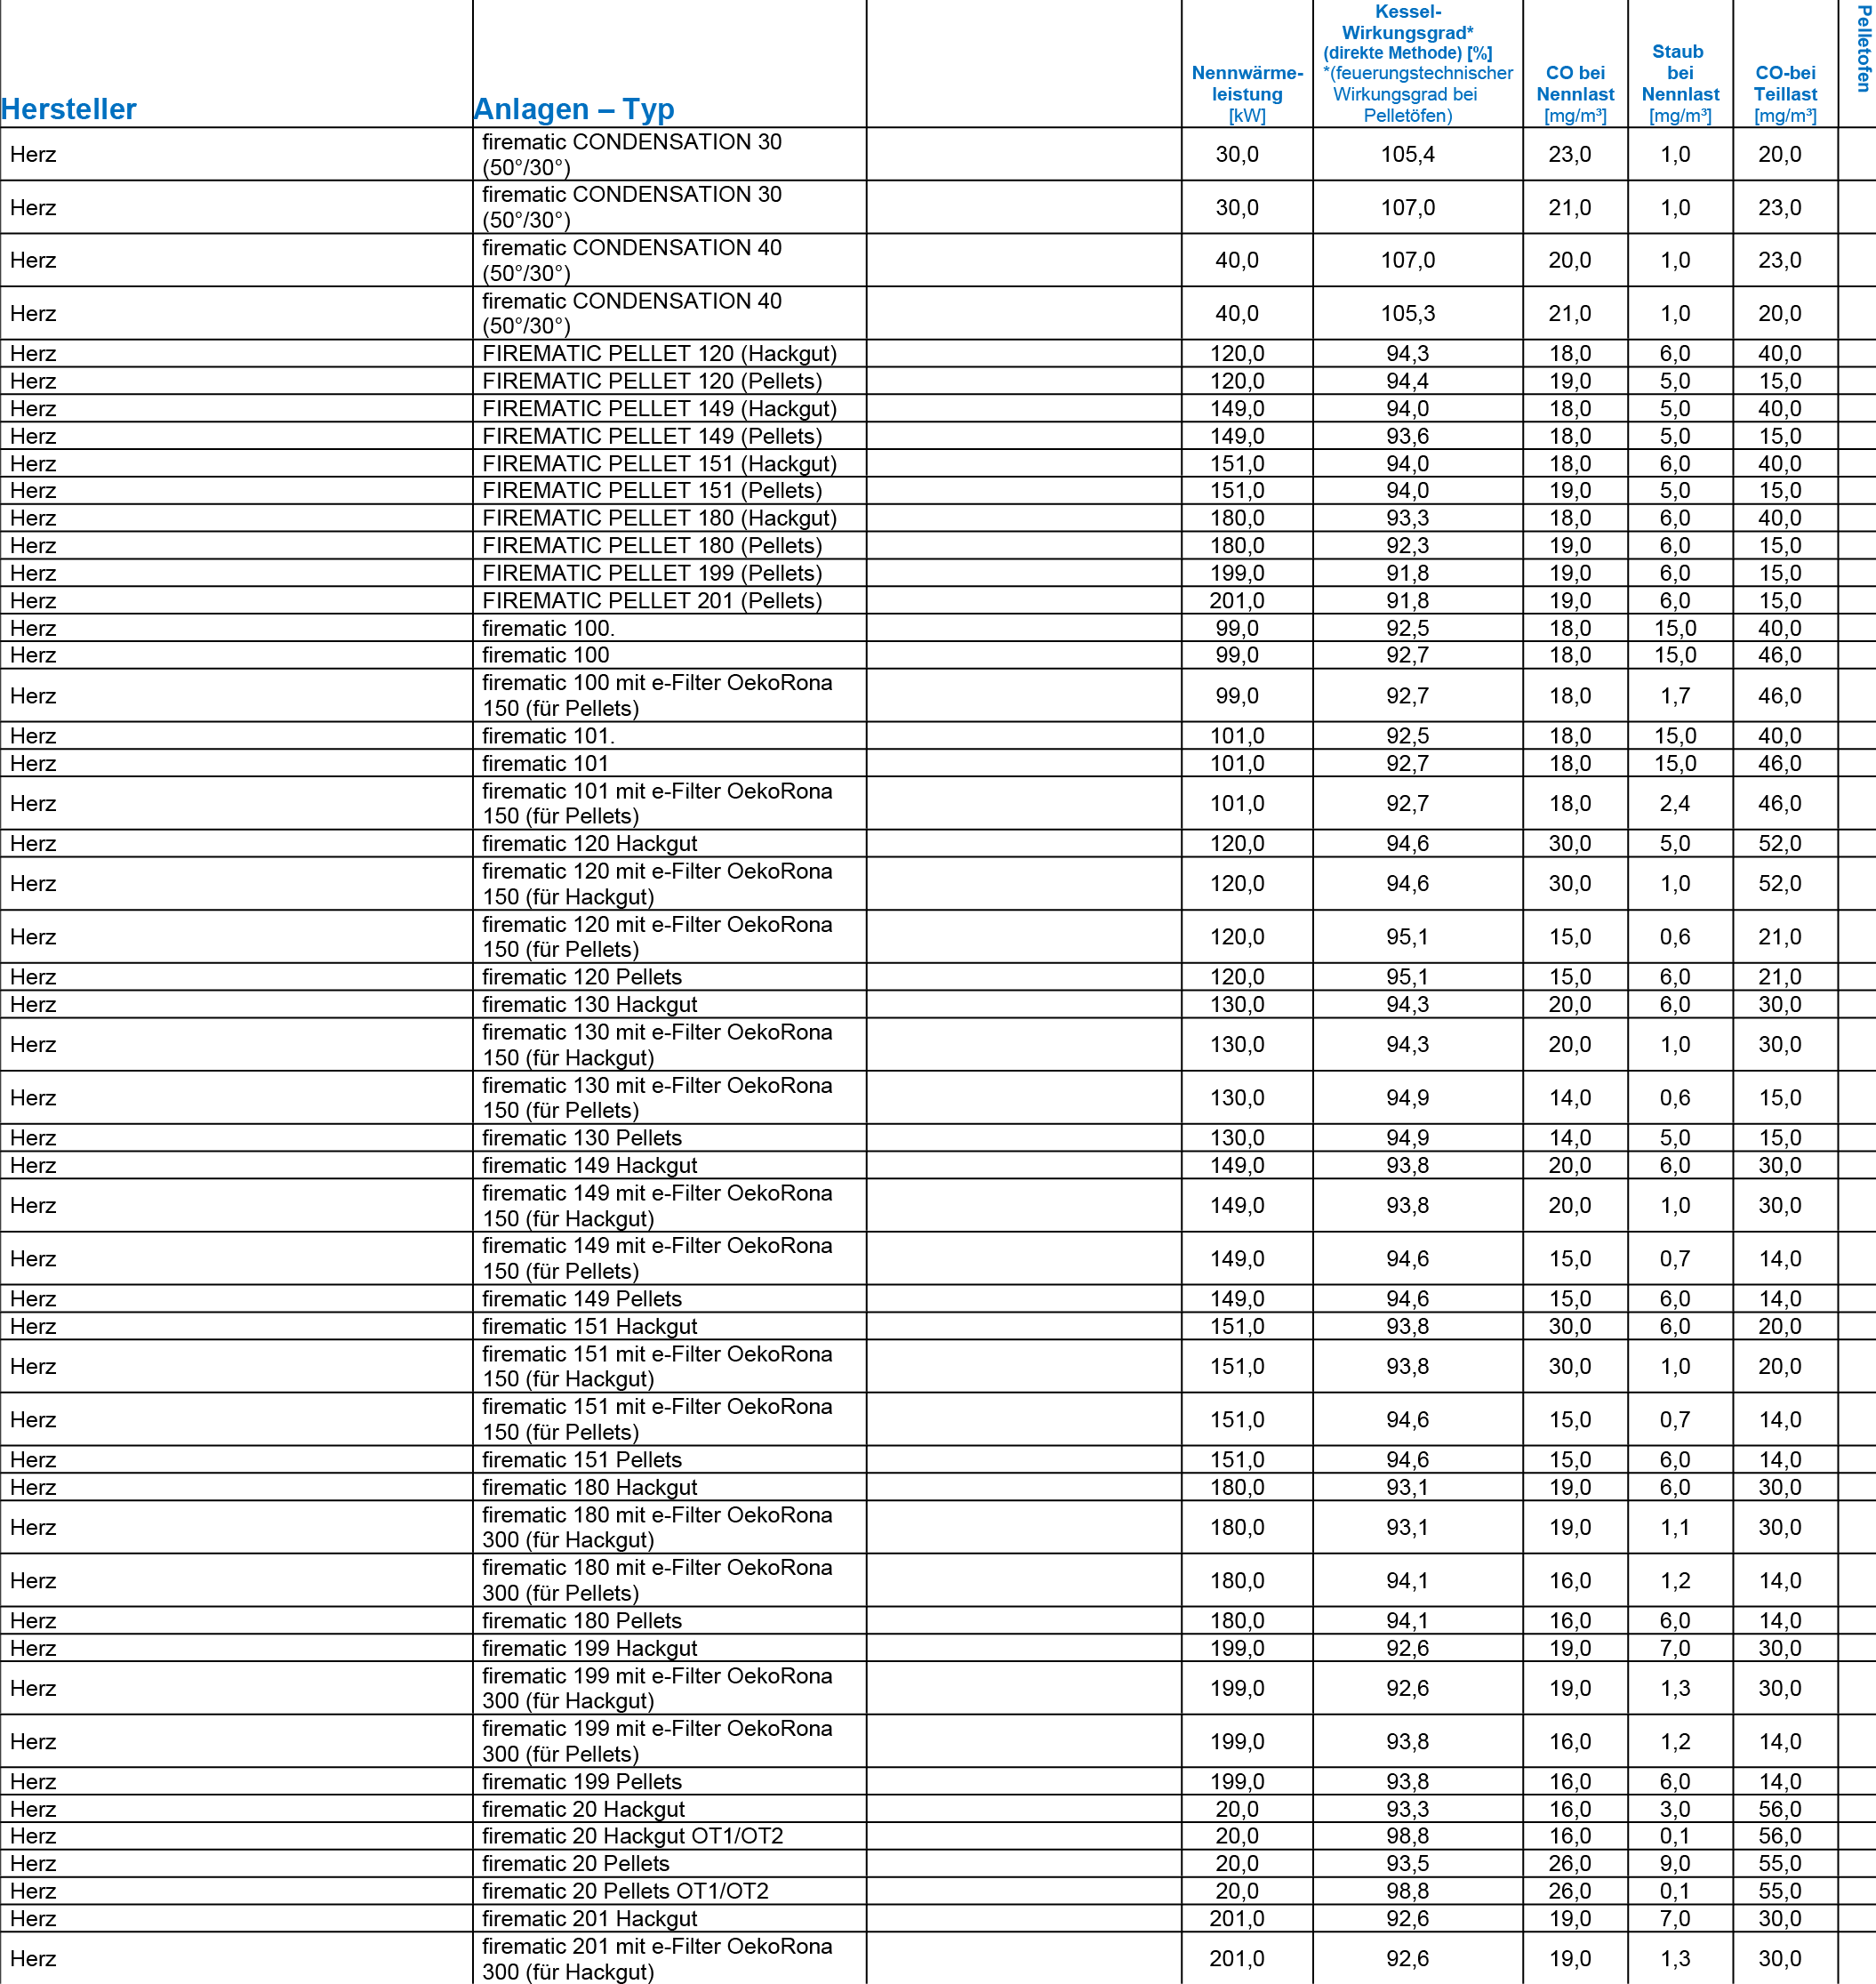 Hersteller Anlagen – Typ Nennwärme-leistung [kW] Kessel-Wirkungsgrad* (direkte Methode) [%] *(feuerungstechnischer Wirkungsgrad bei Pelletöfen) CO bei Nennlast [mg/m³] Staub bei Nennlast [mg/m³] CO-bei Teillast [mg/m³] Pelletofen
Herz firematic CONDENSATION 30 (50°/30°) 30,0 105,4 23,0 1,0 20,0
Herz firematic CONDENSATION 30 (50°/30°) 30,0 107,0 21,0 1,0 23,0
Herz firematic CONDENSATION 40 (50°/30°) 40,0 107,0 20,0 1,0 23,0
Herz firematic CONDENSATION 40 (50°/30°) 40,0 105,3 21,0 1,0 20,0
Herz FIREMATIC PELLET 120 (Hackgut) 120,0 94,3 18,0 6,0 40,0
Herz FIREMATIC PELLET 120 (Pellets) 120,0 94,4 19,0 5,0 15,0
Herz FIREMATIC PELLET 149 (Hackgut) 149,0 94,0 18,0 5,0 40,0
Herz FIREMATIC PELLET 149 (Pellets) 149,0 93,6 18,0 5,0 15,0
Herz FIREMATIC PELLET 151 (Hackgut) 151,0 94,0 18,0 6,0 40,0
Herz FIREMATIC PELLET 151 (Pellets) 151,0 94,0 19,0 5,0 15,0
Herz FIREMATIC PELLET 180 (Hackgut) 180,0 93,3 18,0 6,0 40,0
Herz FIREMATIC PELLET 180 (Pellets) 180,0 92,3 19,0 6,0 15,0
Herz FIREMATIC PELLET 199 (Pellets) 199,0 91,8 19,0 6,0 15,0
Herz FIREMATIC PELLET 201 (Pellets) 201,0 91,8 19,0 6,0 15,0
Herz firematic 100. 99,0 92,5 18,0 15,0 40,0
Herz firematic 100 99,0 92,7 18,0 15,0 46,0
Herz firematic 100 mit e-Filter OekoRona 150 (für Pellets) 99,0 92,7 18,0 1,7 46,0
Herz firematic 101. 101,0 92,5 18,0 15,0 40,0
Herz firematic 101 101,0 92,7 18,0 15,0 46,0
Herz firematic 101 mit e-Filter OekoRona 150 (für Pellets) 101,0 92,7 18,0 2,4 46,0
Herz firematic 120 Hackgut 120,0 94,6 30,0 5,0 52,0
Herz firematic 120 mit e-Filter OekoRona 150 (für Hackgut) 120,0 94,6 30,0 1,0 52,0
Herz firematic 120 mit e-Filter OekoRona 150 (für Pellets) 120,0 95,1 15,0 0,6 21,0
Herz firematic 120 Pellets 120,0 95,1 15,0 6,0 21,0
Herz firematic 130 Hackgut 130,0 94,3 20,0 6,0 30,0
Herz firematic 130 mit e-Filter OekoRona 150 (für Hackgut) 130,0 94,3 20,0 1,0 30,0
Herz firematic 130 mit e-Filter OekoRona 150 (für Pellets) 130,0 94,9 14,0 0,6 15,0
Herz firematic 130 Pellets 130,0 94,9 14,0 5,0 15,0
Herz firematic 149 Hackgut 149,0 93,8 20,0 6,0 30,0
Herz firematic 149 mit e-Filter OekoRona 150 (für Hackgut) 149,0 93,8 20,0 1,0 30,0
Herz firematic 149 mit e-Filter OekoRona 150 (für Pellets) 149,0 94,6 15,0 0,7 14,0
Herz firematic 149 Pellets 149,0 94,6 15,0 6,0 14,0
Herz firematic 151 Hackgut 151,0 93,8 30,0 6,0 20,0
Herz firematic 151 mit e-Filter OekoRona 150 (für Hackgut) 151,0 93,8 30,0 1,0 20,0
Herz firematic 151 mit e-Filter OekoRona 150 (für Pellets) 151,0 94,6 15,0 0,7 14,0
Herz firematic 151 Pellets 151,0 94,6 15,0 6,0 14,0
Herz firematic 180 Hackgut 180,0 93,1 19,0 6,0 30,0
Herz firematic 180 mit e-Filter OekoRona 300 (für Hackgut) 180,0 93,1 19,0 1,1 30,0
Herz firematic 180 mit e-Filter OekoRona 300 (für Pellets) 180,0 94,1 16,0 1,2 14,0
Herz firematic 180 Pellets 180,0 94,1 16,0 6,0 14,0
Herz firematic 199 Hackgut 199,0 92,6 19,0 7,0 30,0
Herz firematic 199 mit e-Filter OekoRona 300 (für Hackgut) 199,0 92,6 19,0 1,3 30,0
Herz firematic 199 mit e-Filter OekoRona 300 (für Pellets) 199,0 93,8 16,0 1,2 14,0
Herz firematic 199 Pellets 199,0 93,8 16,0 6,0 14,0
Herz firematic 20 Hackgut 20,0 93,3 16,0 3,0 56,0
Herz firematic 20 Hackgut OT1/OT2 20,0 98,8 16,0 0,1 56,0
Herz firematic 20 Pellets 20,0 93,5 26,0 9,0 55,0
Herz firematic 20 Pellets OT1/OT2 20,0 98,8 26,0 0,1 55,0
Herz firematic 201 Hackgut 201,0 92,6 19,0 7,0 30,0
Herz firematic 201 mit e-Filter OekoRona 300 (für Hackgut) 201,0 92,6 19,0 1,3 30,0